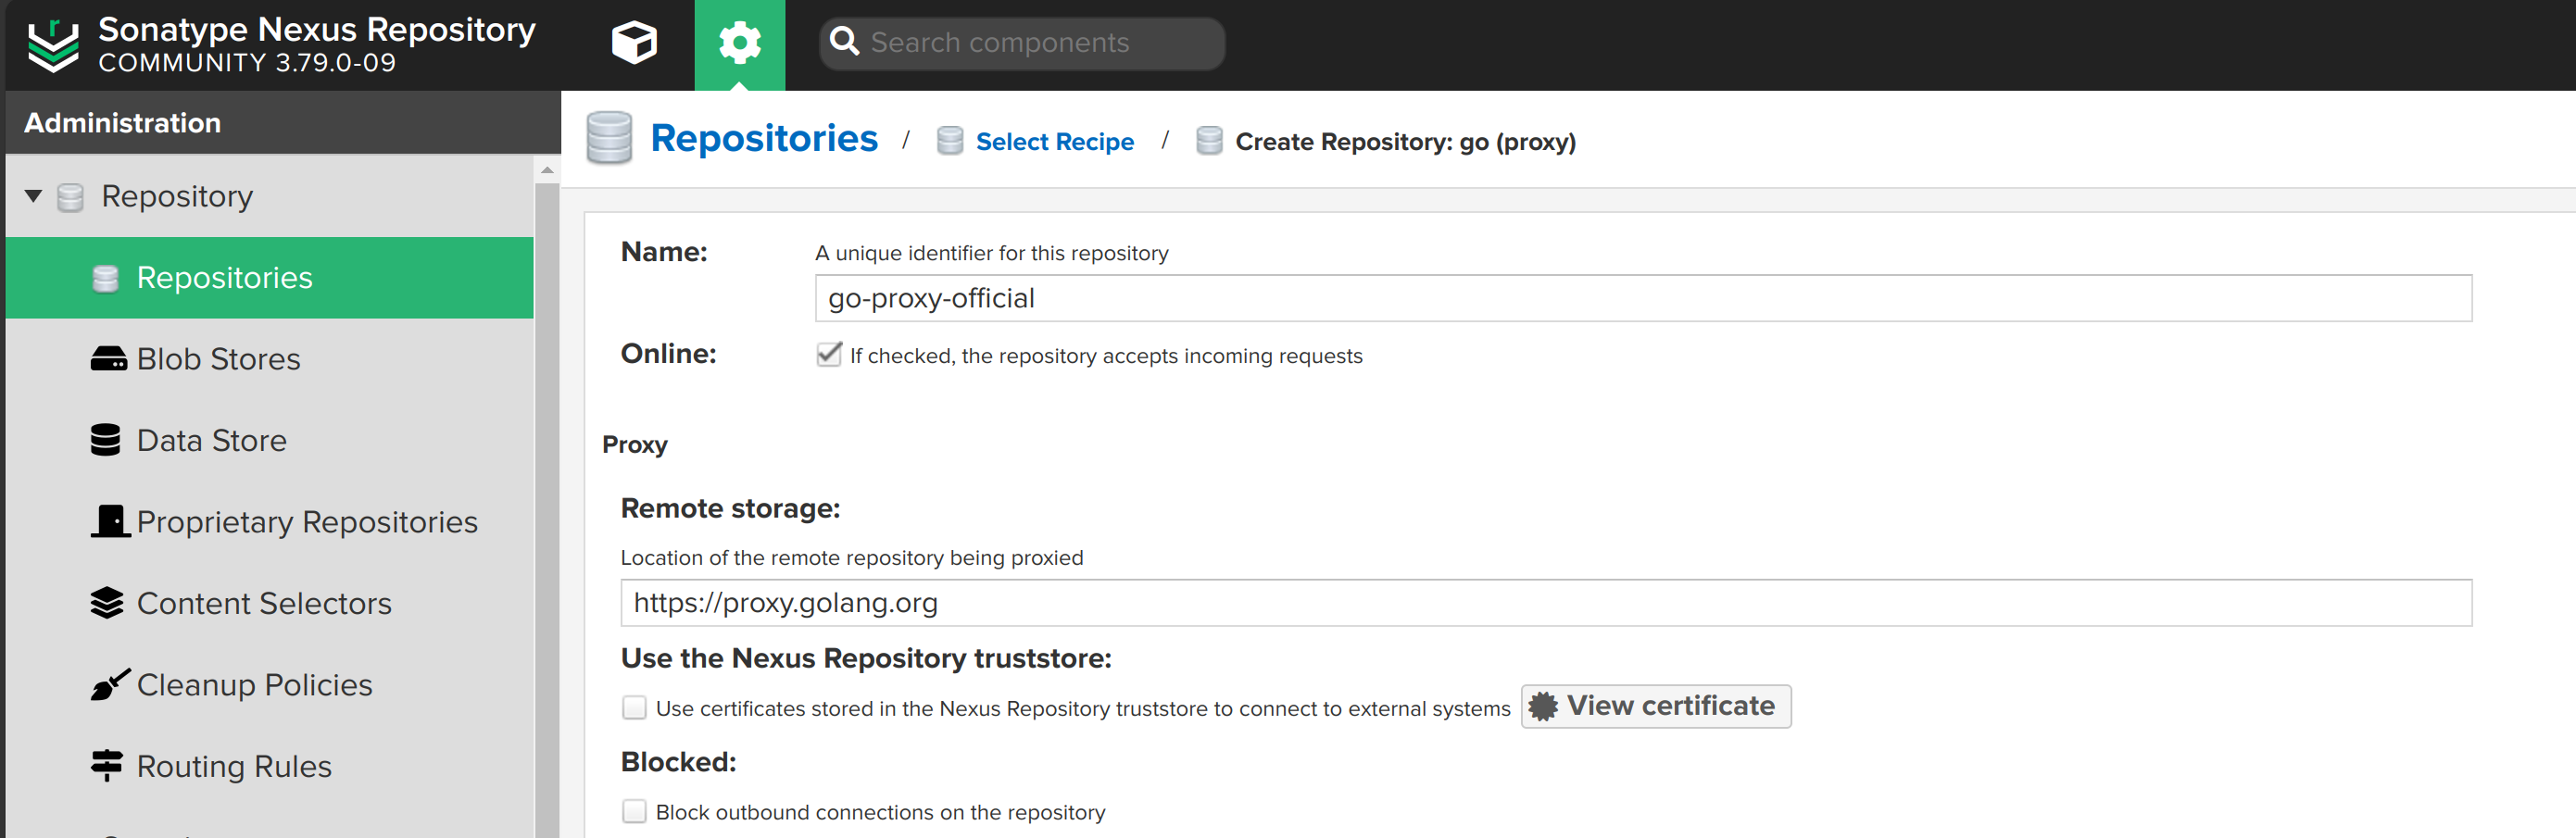 Sonatype Nexus Repository
COMMUNITY 3.79.0-09
Search components
Administration
Repositories / Select Recipe / Create Repository: go (proxy)
Repository
Repositories
Blob Stores
Data Store
Proprietary Repositories
Content Selectors
Cleanup Policies
Routing Rules
Name:
A unique identifier for this repository
go-proxy-official
Online:
If checked, the repository accepts incoming requests
Proxy
Remote storage:
Location of the remote repository being proxied
https://proxy.golang.org
Use the Nexus Repository truststore:
Use certificates stored in the Nexus Repository truststore to connect to external systems
View certificate
Blocked:
Block outbound connections on the repository